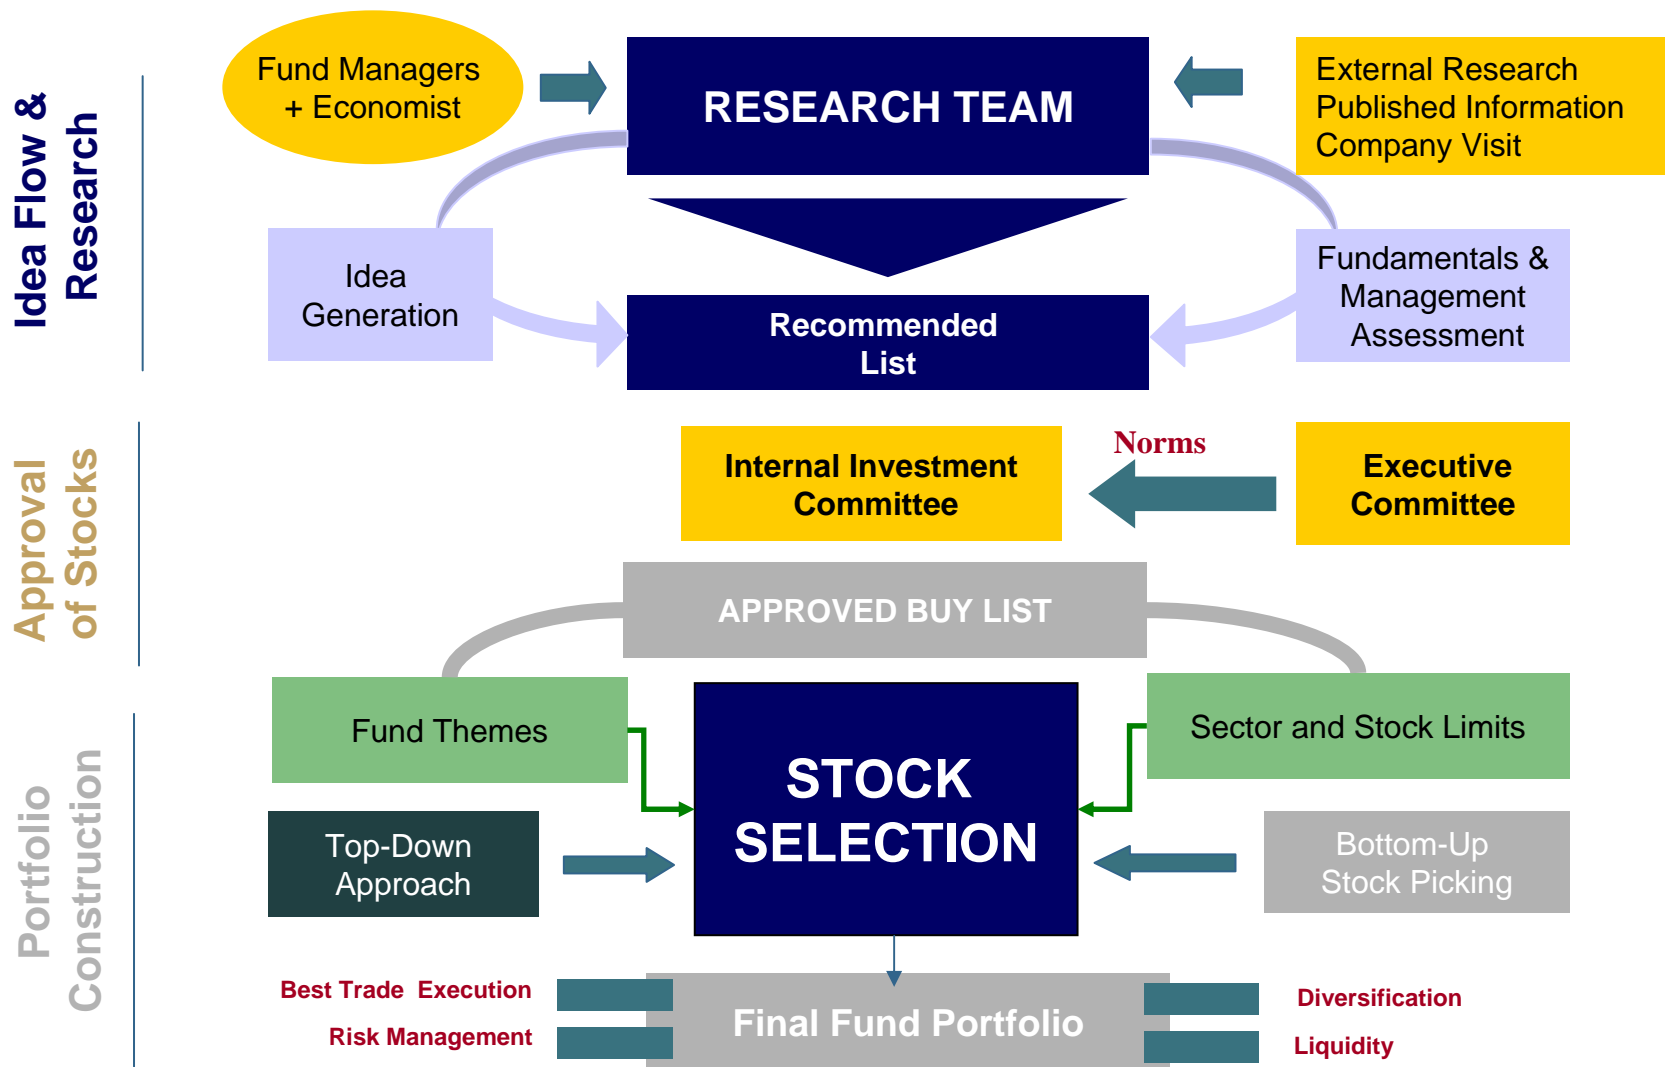 Idea Flow &
Research
Fund Managers
+ Economist
RESEARCH TEAM
External Research
Published Information
Company Visit
Idea
Generation
Recommended
List
Fundamentals &
Management
Assessment
Approval
of Stocks
Internal Investment
Committee
Norms
Executive
Committee
APPROVED BUY LIST
Portfolio
Construction
Fund Themes
STOCK
SELECTION
Sector and Stock Limits
Top-Down
Approach
Bottom-Up
Stock Picking
Best Trade Execution
Risk Management
Final Fund Portfolio
Diversification
Liquidity